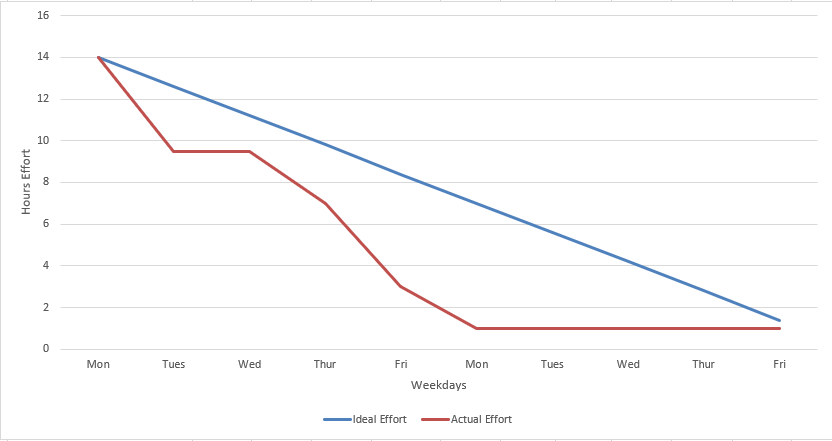 16
14
12
10
8
6
4
2
0
Hours Effort
Mon Tues Wed Thur Fri Mon Tues Wed Thur Fri
Weekdays
Ideal Effort Actual Effort